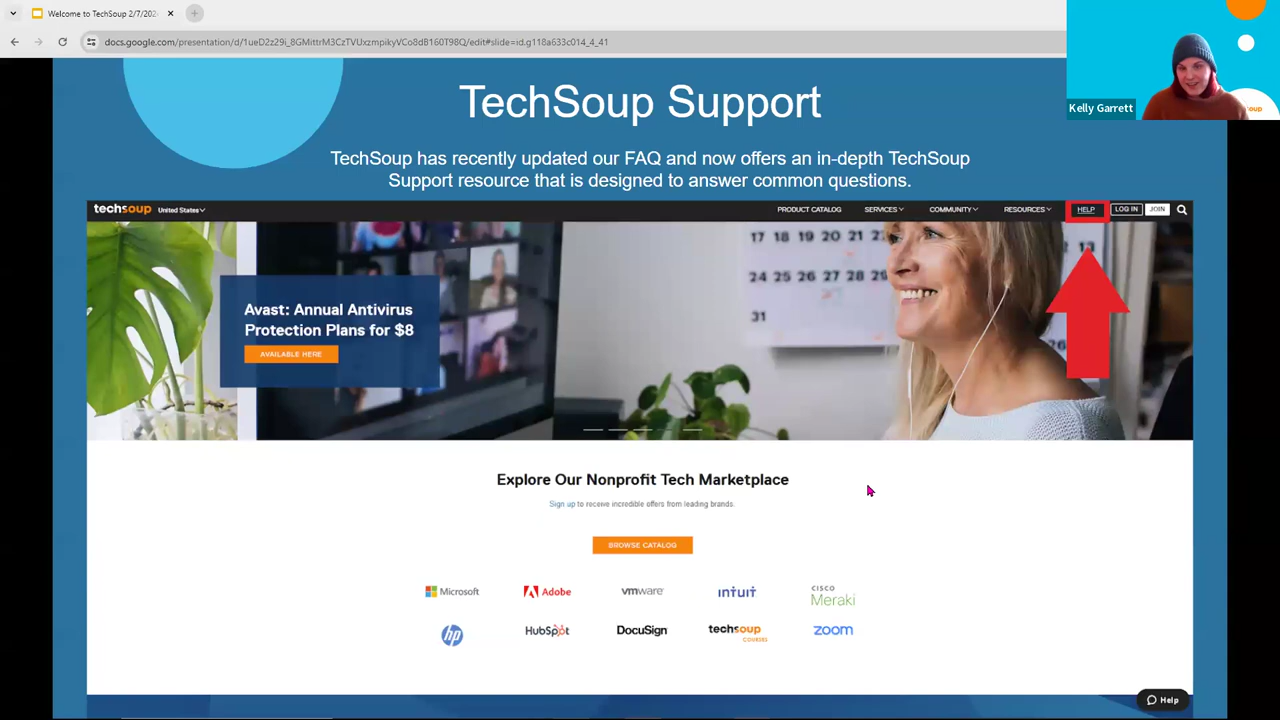 Welcome to TechSoup 2/7/202
docs.google.com/presentation/d/1ueD2z29i_8GMittrM3CzTVUxzmpikyVCo8dB160T98Q/edit#slide=id.g118a633c014_4_41
Kelly Garrett
TechSoup Support
TechSoup has recently updated our FAQ and now offers an in-depth TechSoup
Support resource that is designed to answer common questions.
techsoup United States PRODUCT CATALOG SERVICES COMMUNITY RESOURCES HELP LOG IN JOIN
17 18 19 20 21
24 25 26 27 28
31
13
Avast: Annual Antivirus
Protection Plans for $8
AVAILABLE HERE
Explore Our Nonprofit Tech Marketplace
Sign up to receive incredible offers from leading brands.
BROWSE CATALOG
Microsoft Adobe vmware INTUIT CISCO Meraki
hp HubSpot DocuSign techsoup COURSES zoom
Help